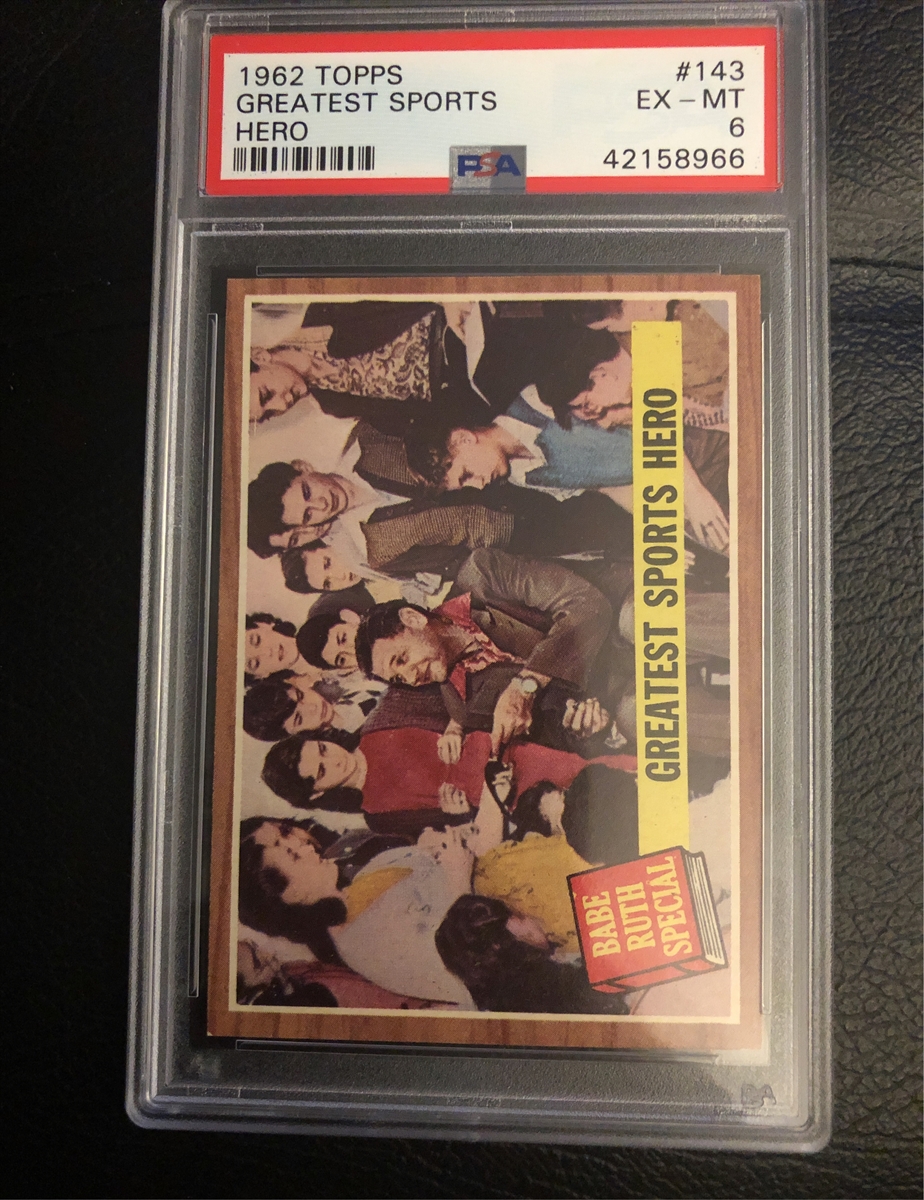 1962 TOPPS #143
GREATEST SPORTS EX - MT
HERO 6
PSA 42158966
GREATEST SPORTS HERO
BABE
RUTH
SPECIAL